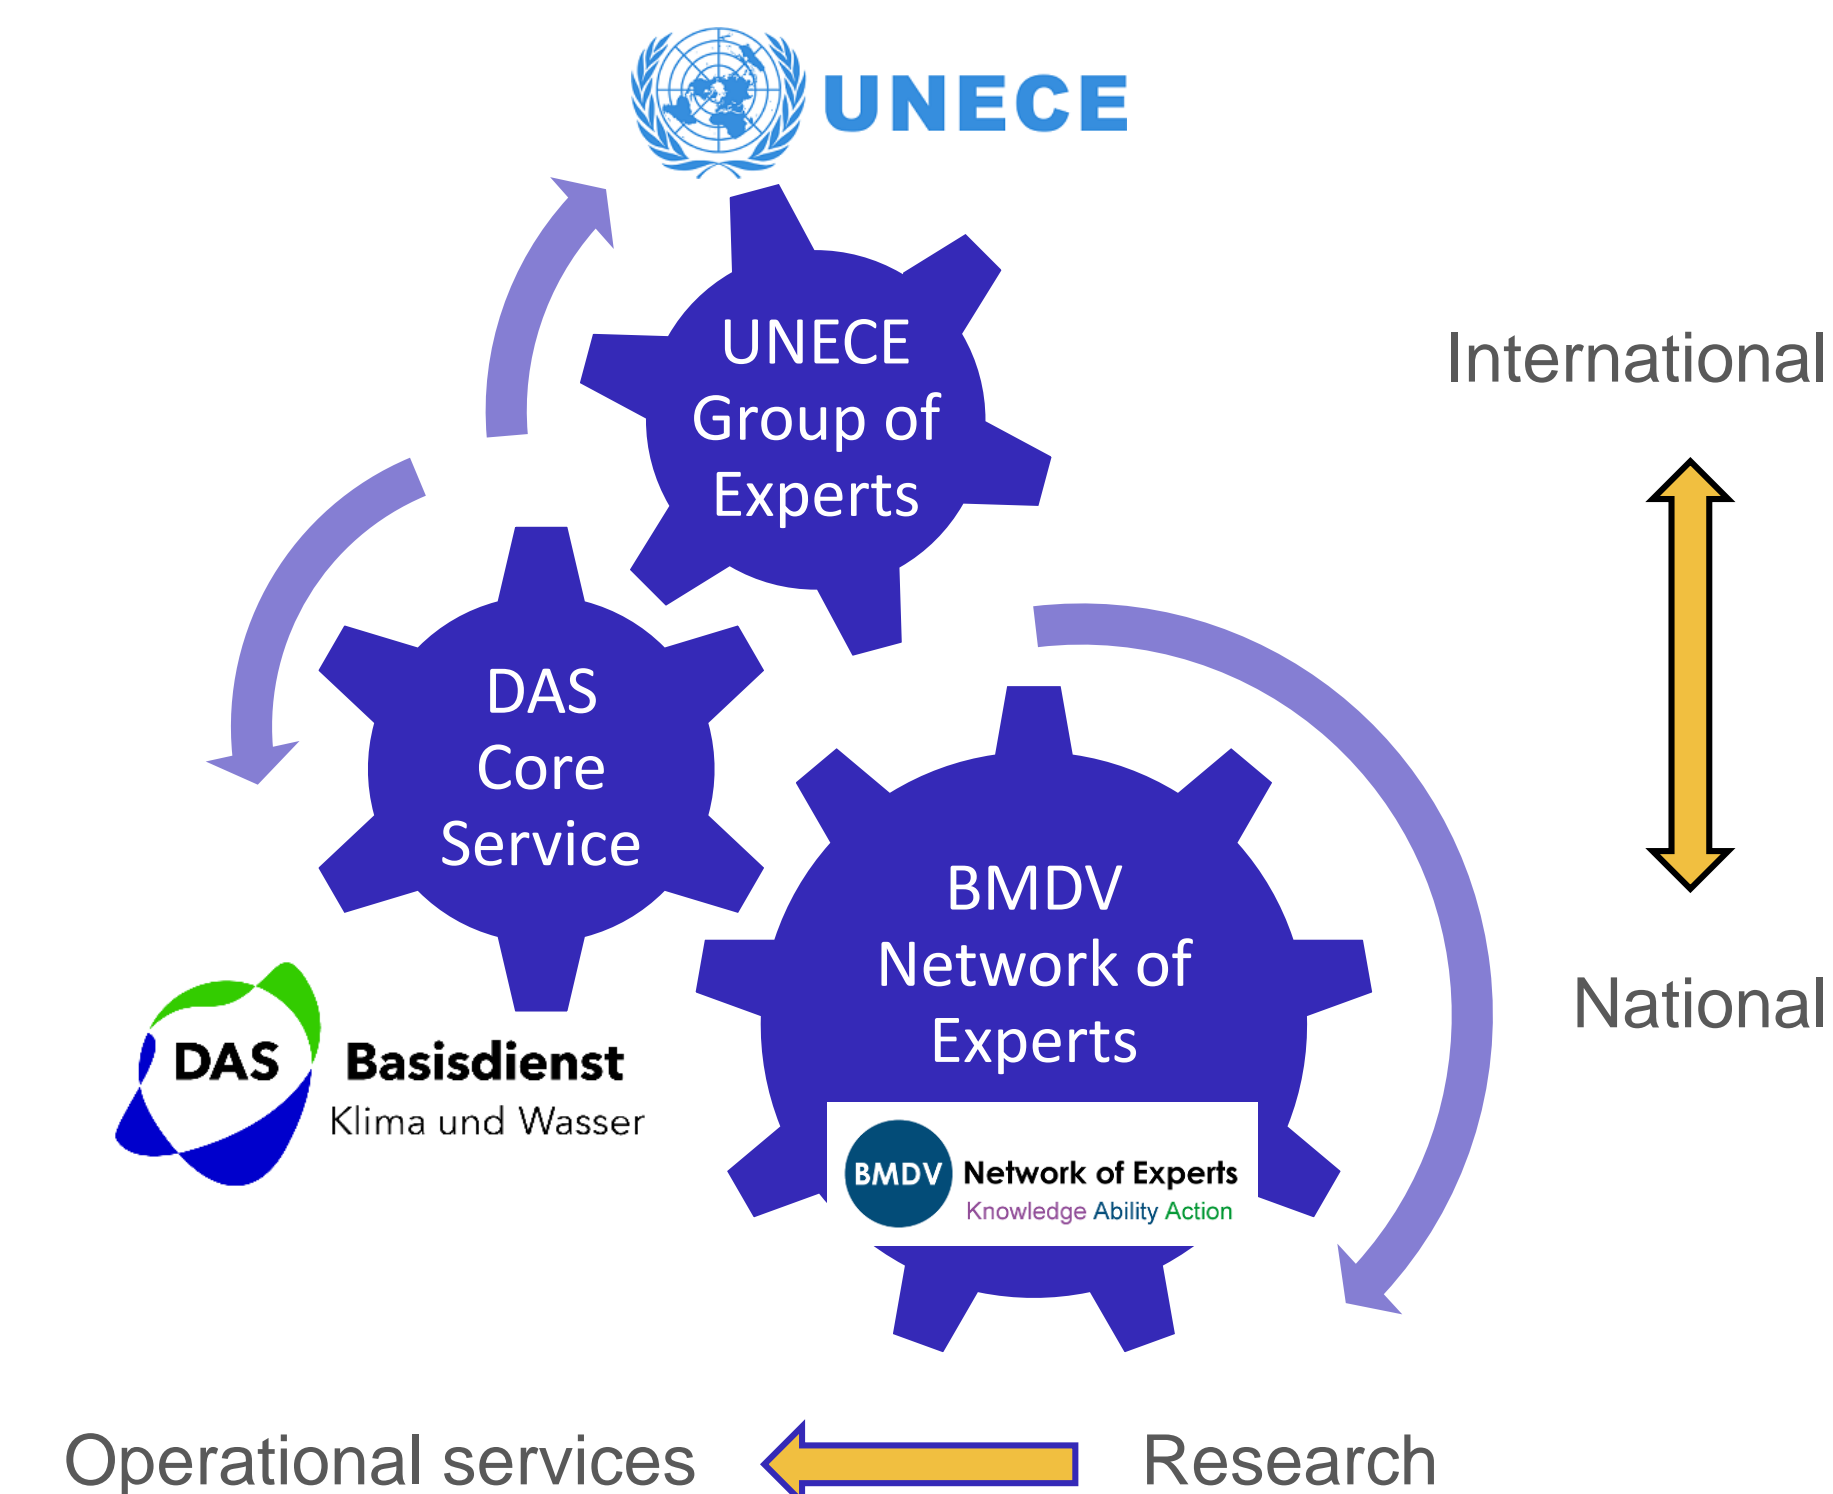 UNECE
UNECE
Group of
Experts
International
DAS
Core
Service
BMDV
Network of
Experts
National
DAS
Basisdienst
Klima und Wasser
BMDV
Network of Experts
Knowledge Ability Action
Operational services
Research